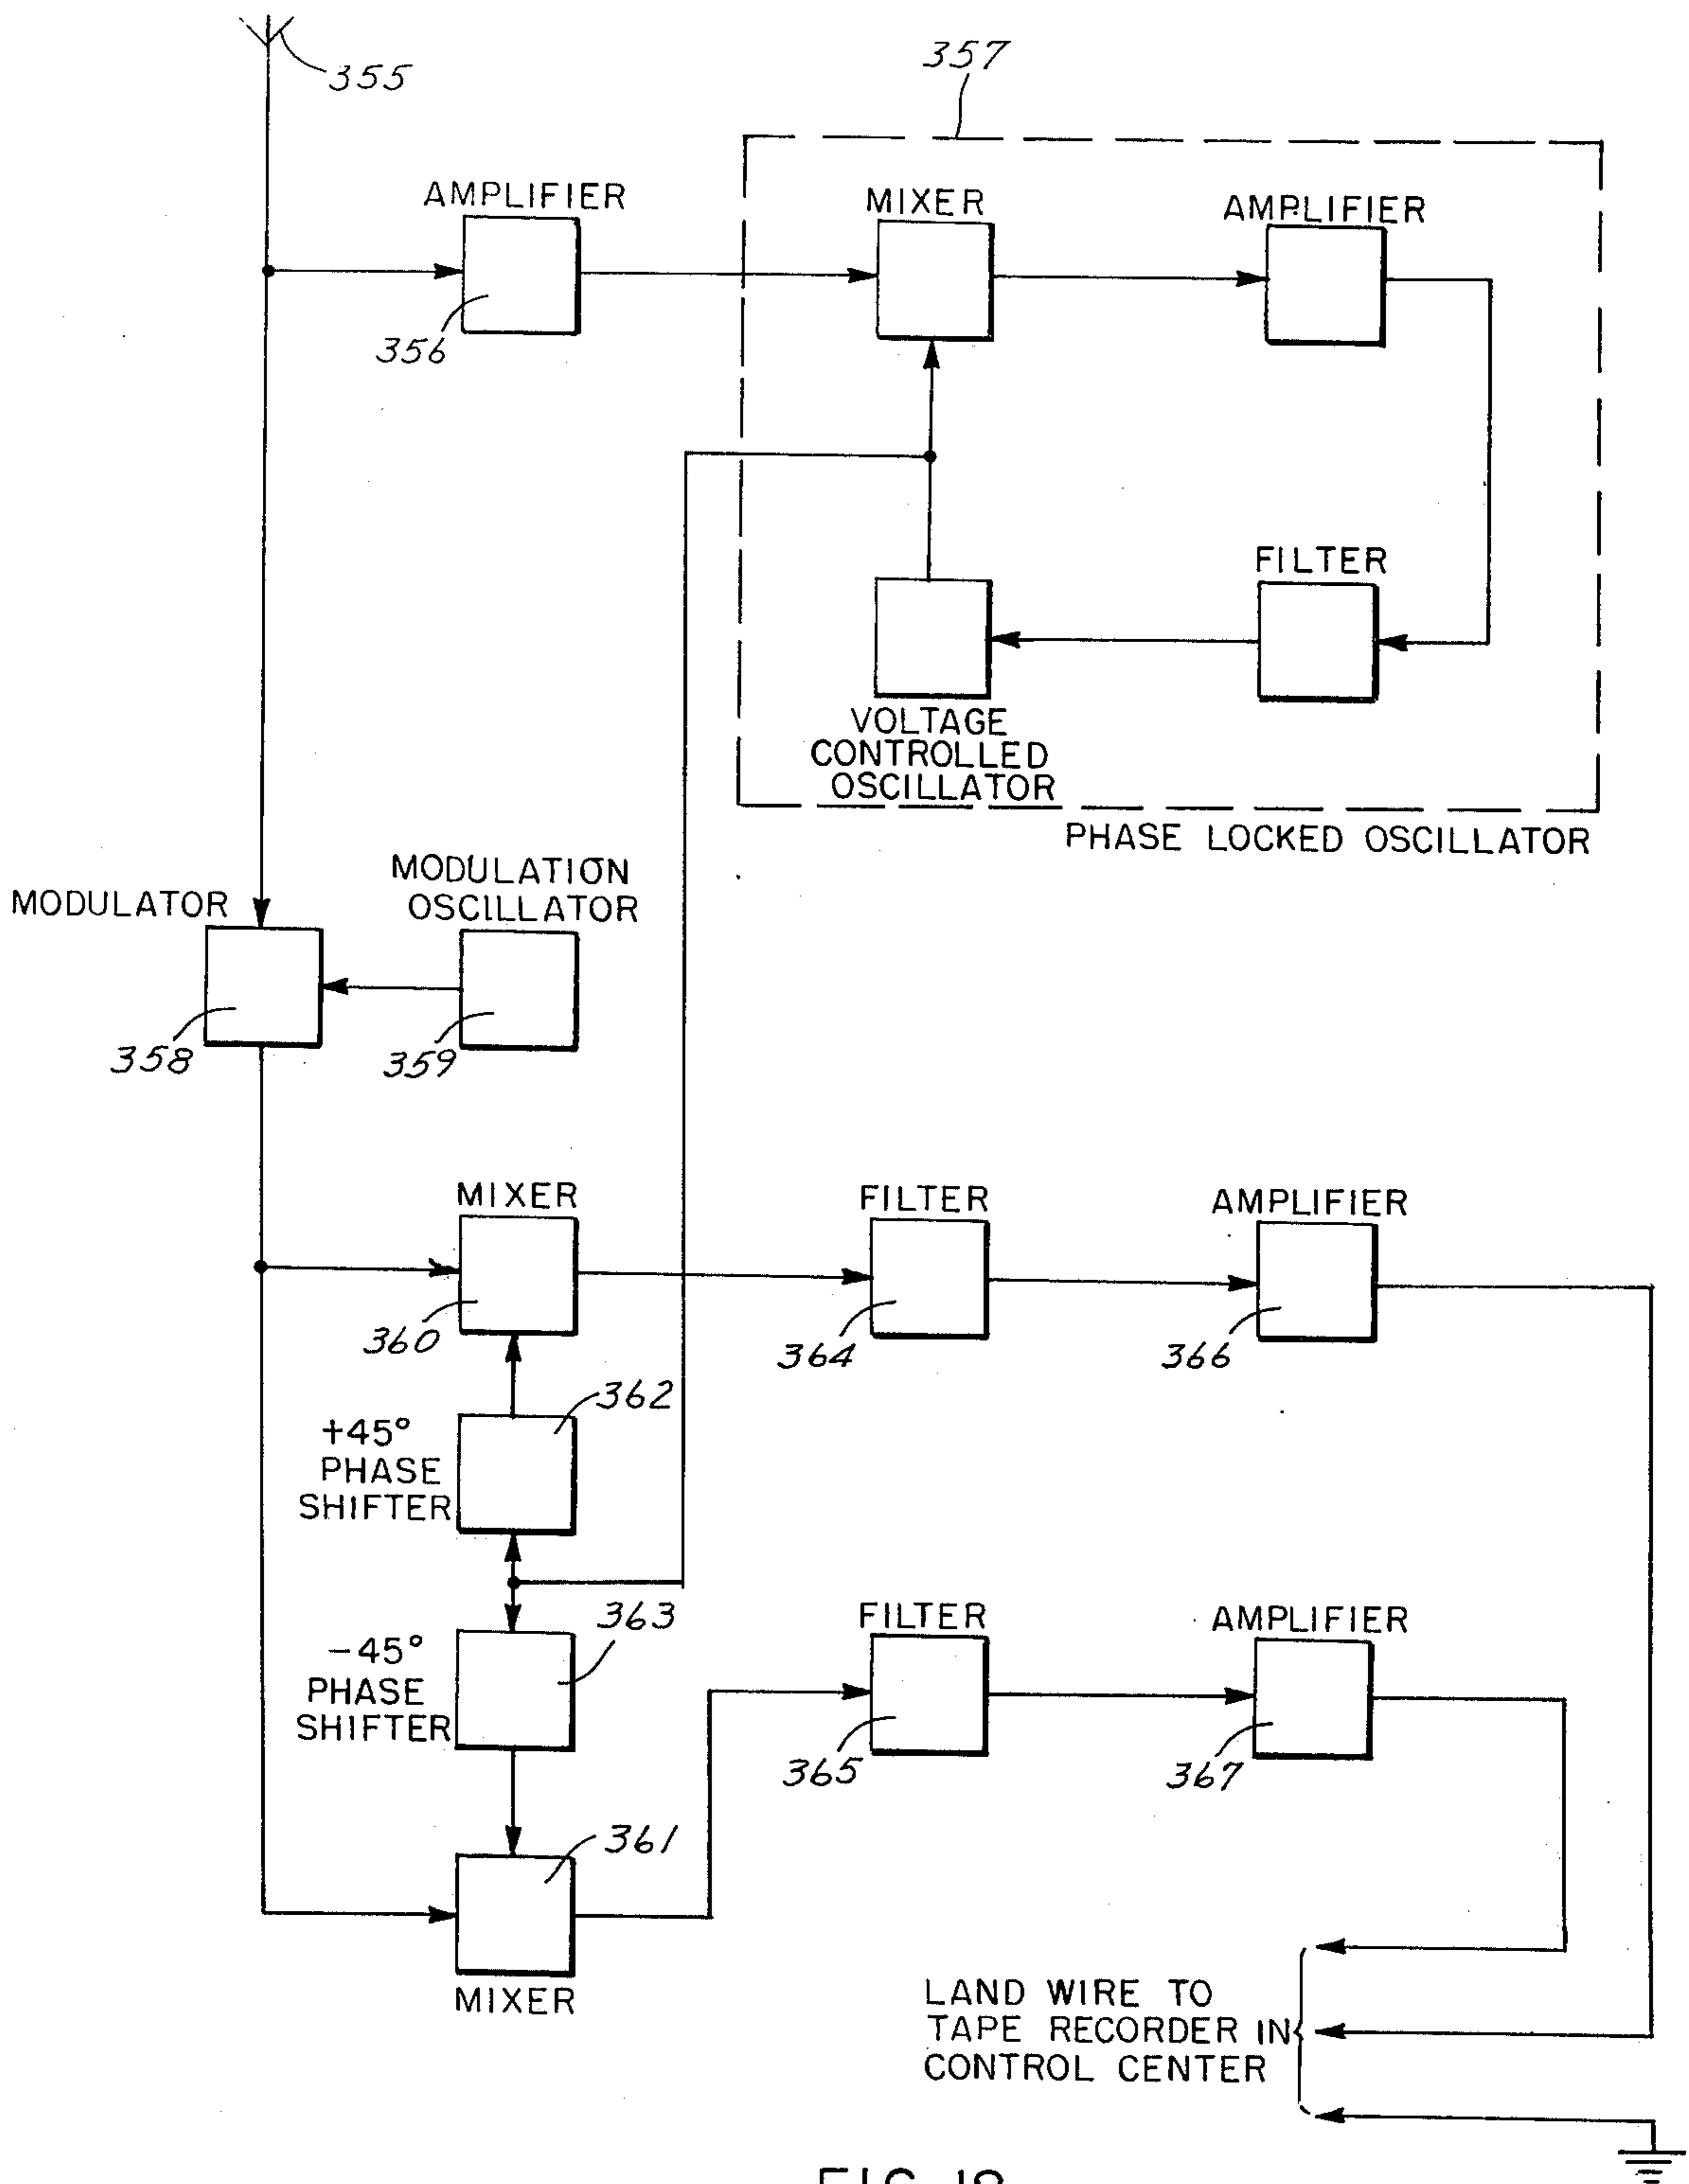 355
357
AMPLIFIER
356
MIXER
AMPLIFIER
FILTER
VOLTAGE
CONTROLLED
OSCILLATOR
PHASE LOCKED OSCILLATOR
MODULATOR
358
MODULATION
OSCILLATOR
359
MIXER
360
FILTER
364
AMPLIFIER
366
362
+45°
PHASE
SHIFTER
363
-45°
PHASE
SHIFTER
FILTER
365
AMPLIFIER
367
361
MIXER
LAND WIRE TO
TAPE RECORDER IN
CONTROL CENTER